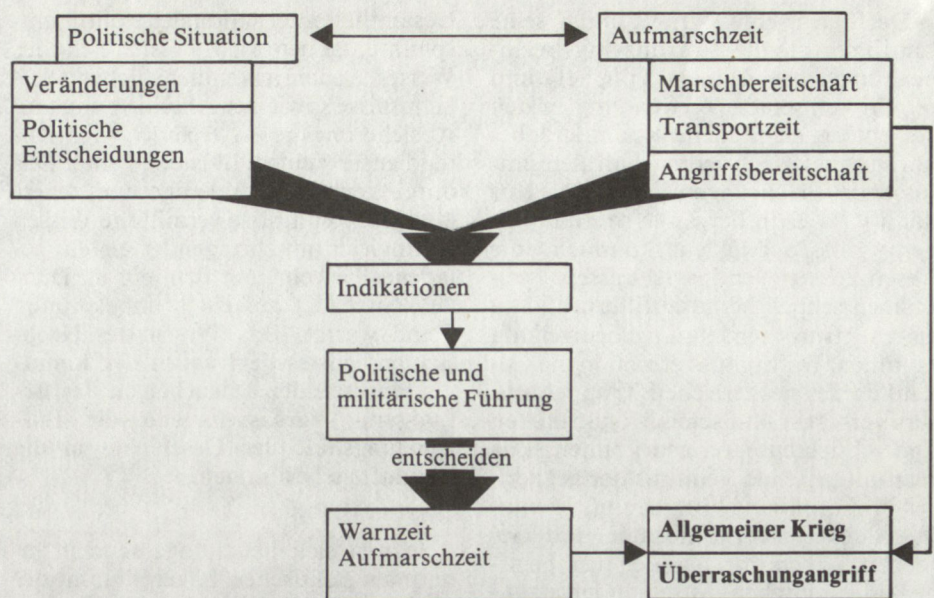 Politische Situation
Aufmarschzeit
Veränderungen
Politische
Entscheidungen
Marschbereitschaft
Transportzeit
Angriffsbereitschaft
Indikationen
Politisch und
militärische Führung
entscheiden
Warnzeit
Aufmarschzeit
Allgemeiner Krieg
Überraschungangriff